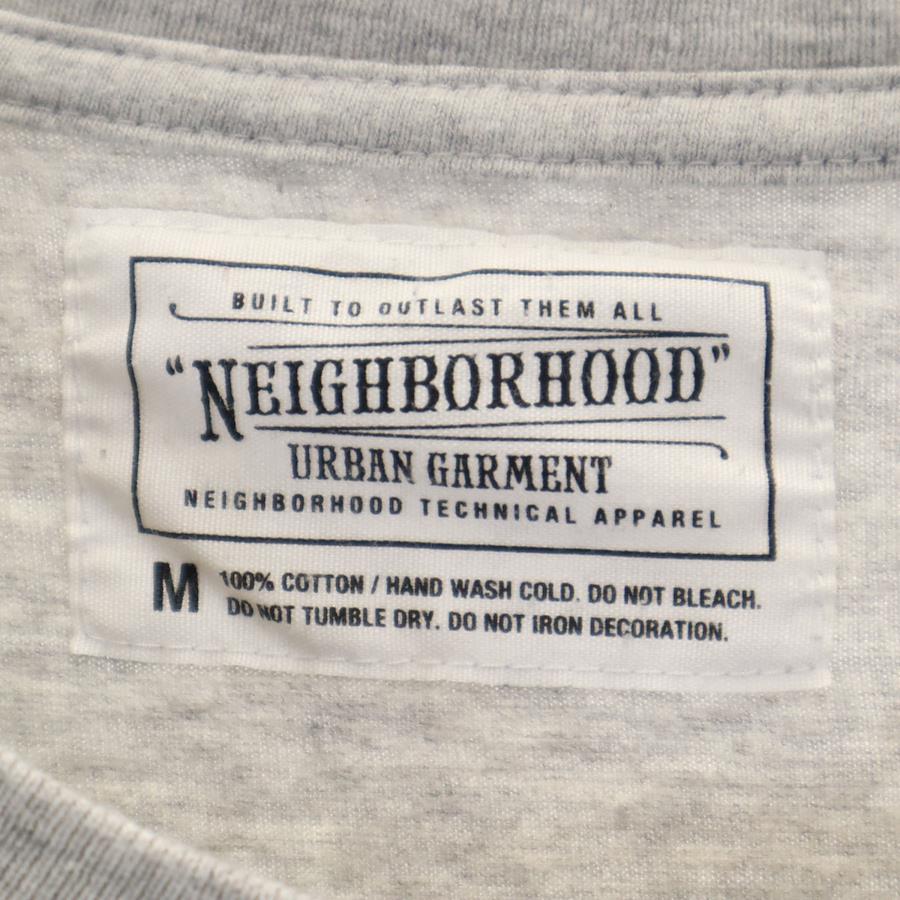 BUILT TO OUTLAST THEM ALL
“NEIGHBORHOOD”
URBAN GARMENT
NEIGHBORHOOD TECHNICAL APPAREL
M 100% COTTON / HAND WASH COLD. DO NOT BLEACH.
DO NOT TUMBLE DRY. DO NOT IRON DECORATION.